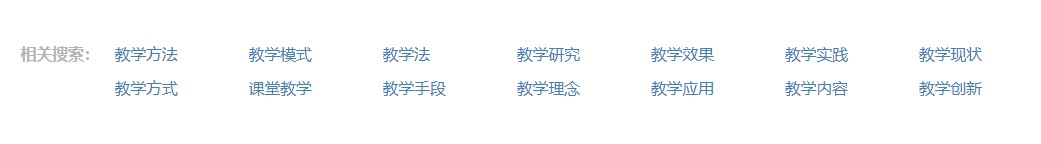 相关搜索： 教学方法 教学模式 教学法 教学研究 教学效果 教学实践 教学现状
教学方式 课堂教学 教学手段 教学理念 教学应用 教学内容 教学创新